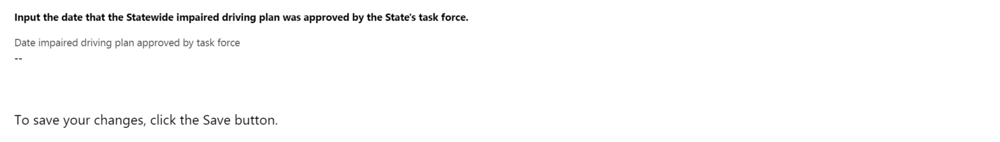 Input the date that the Statewide impaired driving plan was approved by the State's task force.
Date impaired driving plan approved by task force
--
To save your changes, click the Save button.